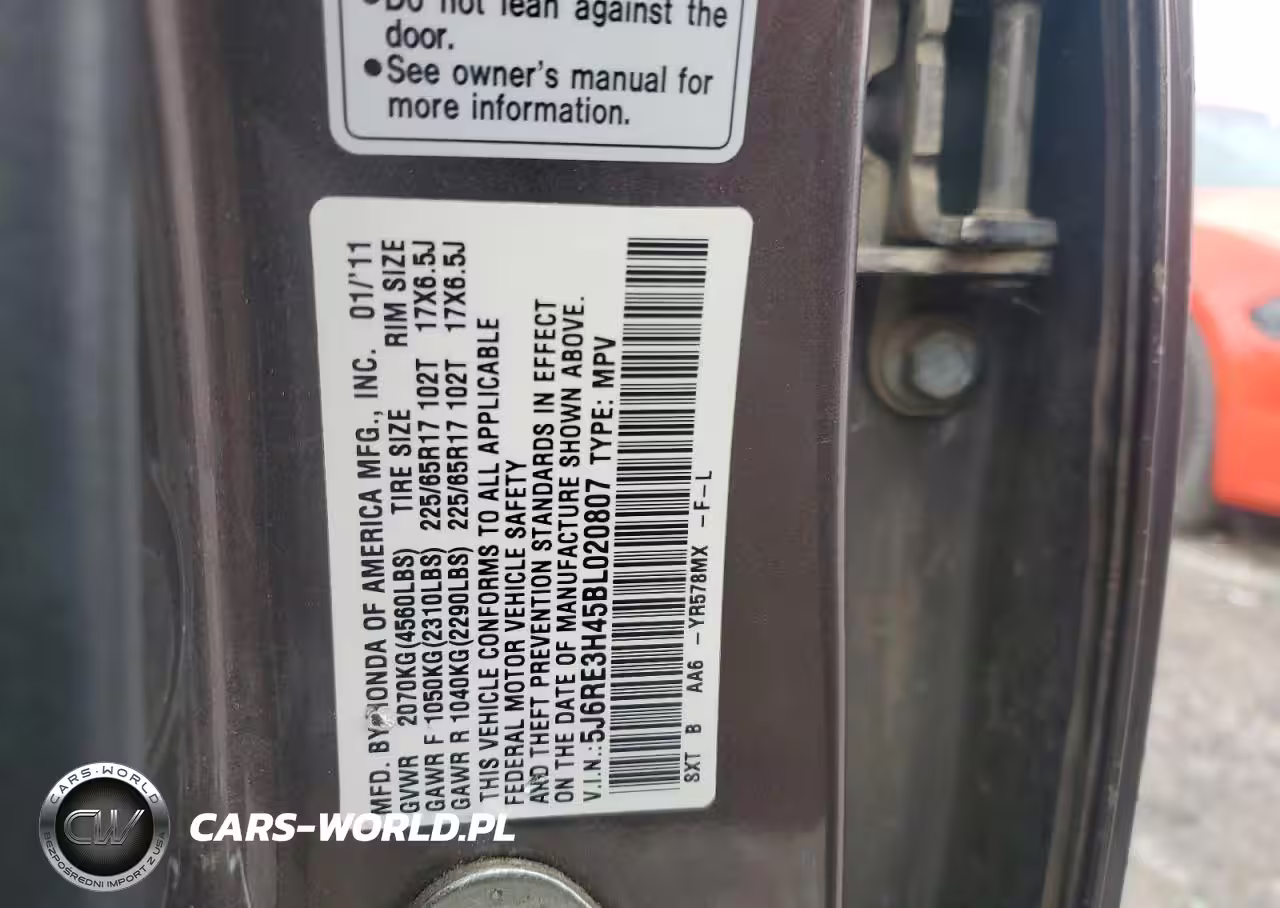 •Do not lean against the
door.
•See owner's manual for
more information.
MFD. BY HONDA OF AMERICA MFG., INC. 01/'11
GVWR 2070KG(4560LBS) TIRE SIZE RIM SIZE
GAWR F 1050KG(2310LBS) 225/65R17 102T 17X6.5J
GAWR R 1040KG(2290LBS) 225/65R17 102T 17X6.5J
THIS VEHICLE CONFORMS TO ALL APPLICABLE
FEDERAL MOTOR VEHICLE SAFETY
AND THEFT PREVENTION STANDARDS IN EFFECT
ON THE DATE OF MANUFACTURE SHOWN ABOVE.
V.I.N.:5J6RE3H45BL020807 TYPE: MPV
SXT B AA6 -YR578MX -F-L
CARS-WORLD
CW
BEZPOŚREDNI IMPORT Z USA
CARS-WORLD.PL